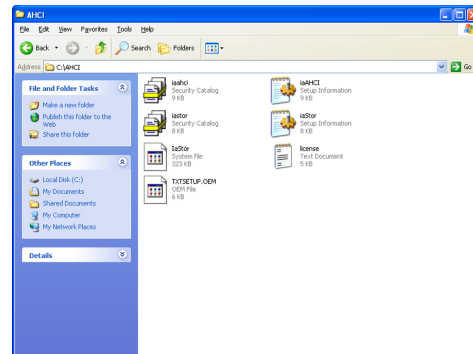 AHCI
File Edit View Favorites Tools Help
Back Search Folders
Address C:\AHCI Go
File and Folder Tasks
Make a new folder
Publish this folder to the
Web
Share this folder
Other Places
Local Disk (C:)
My Documents
Shared Documents
My Computer
My Network Places
Details
iaahci
Security Catalog
9 KB
iaAHCI
Setup Information
9 KB
iastor
Security Catalog
8 KB
iaStor
Setup Information
8 KB
IaStor
System file
323 KB
license
Text Document
5 KB
TXTSETUP.OEM
OEM File
6 KB